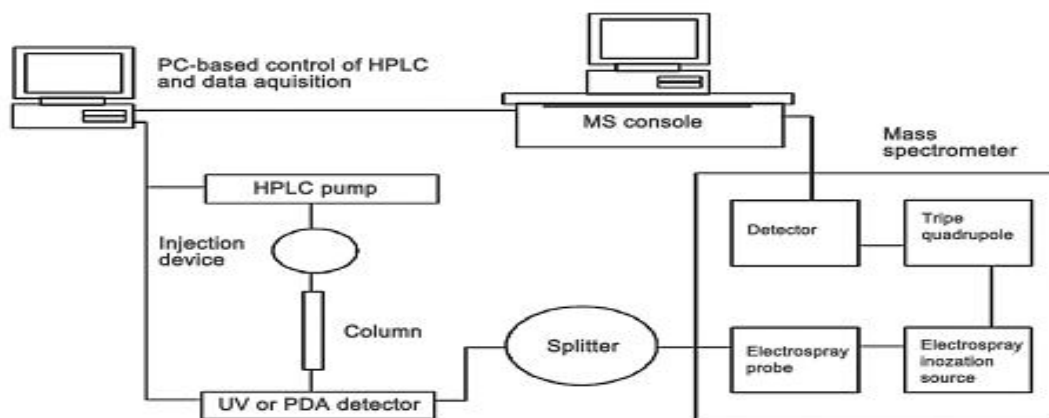 PC-based control of HPLC
and data aquisition
MS console
Mass
spectrometer
HPLC pump
Injection
device
Column
UV or PDA detector
Splitter
Detector
Tripe
quadrupole
Electrospray
probe
Electrospray
inozation
source